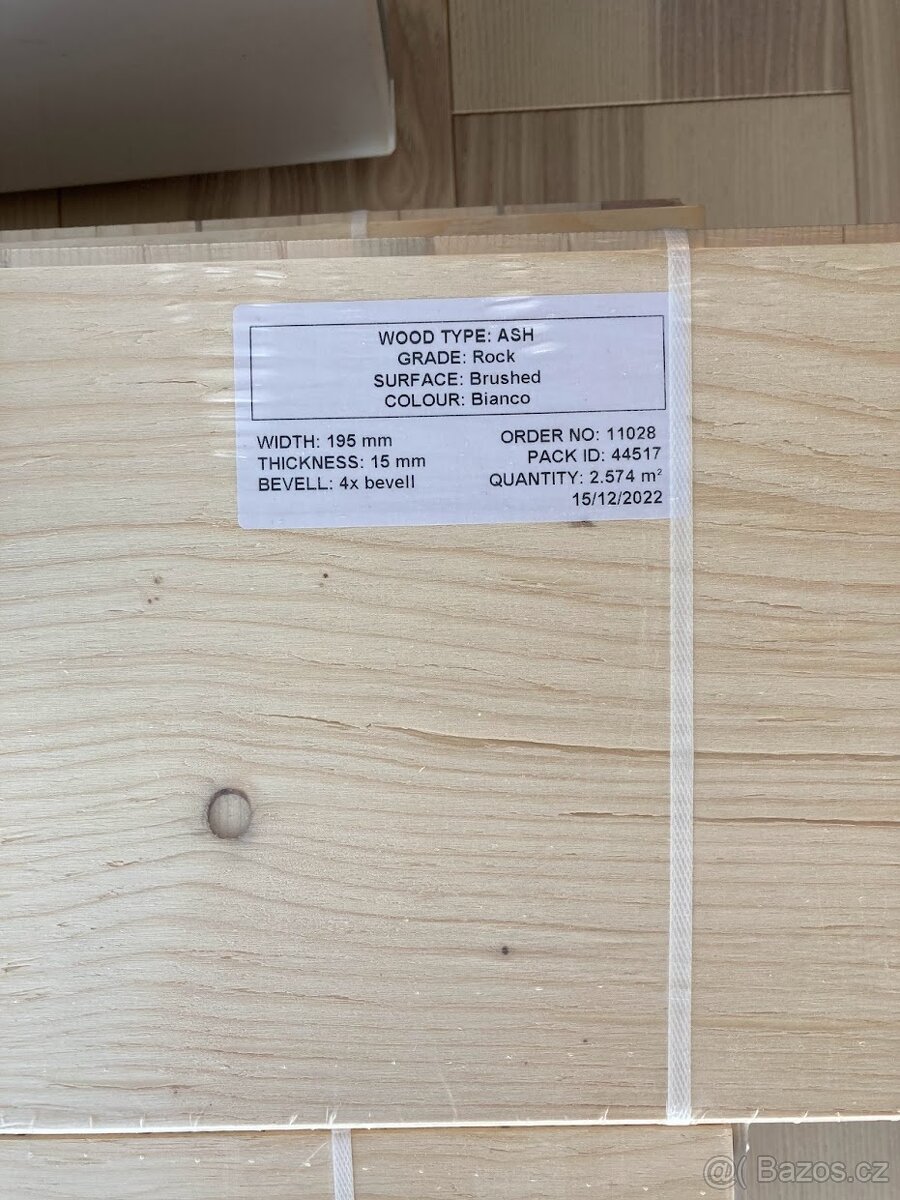 WOOD TYPE: ASH
GRADE: Rock
SURFACE: Brushed
COLOUR: Bianco
WIDTH: 195 mm
THICKNESS: 15 mm
BEVELL: 4x bevell
ORDER NO: 11028
PACK ID: 44517
QUANTITY: 2.574 m²
15/12/2022
@( Bazos.cz